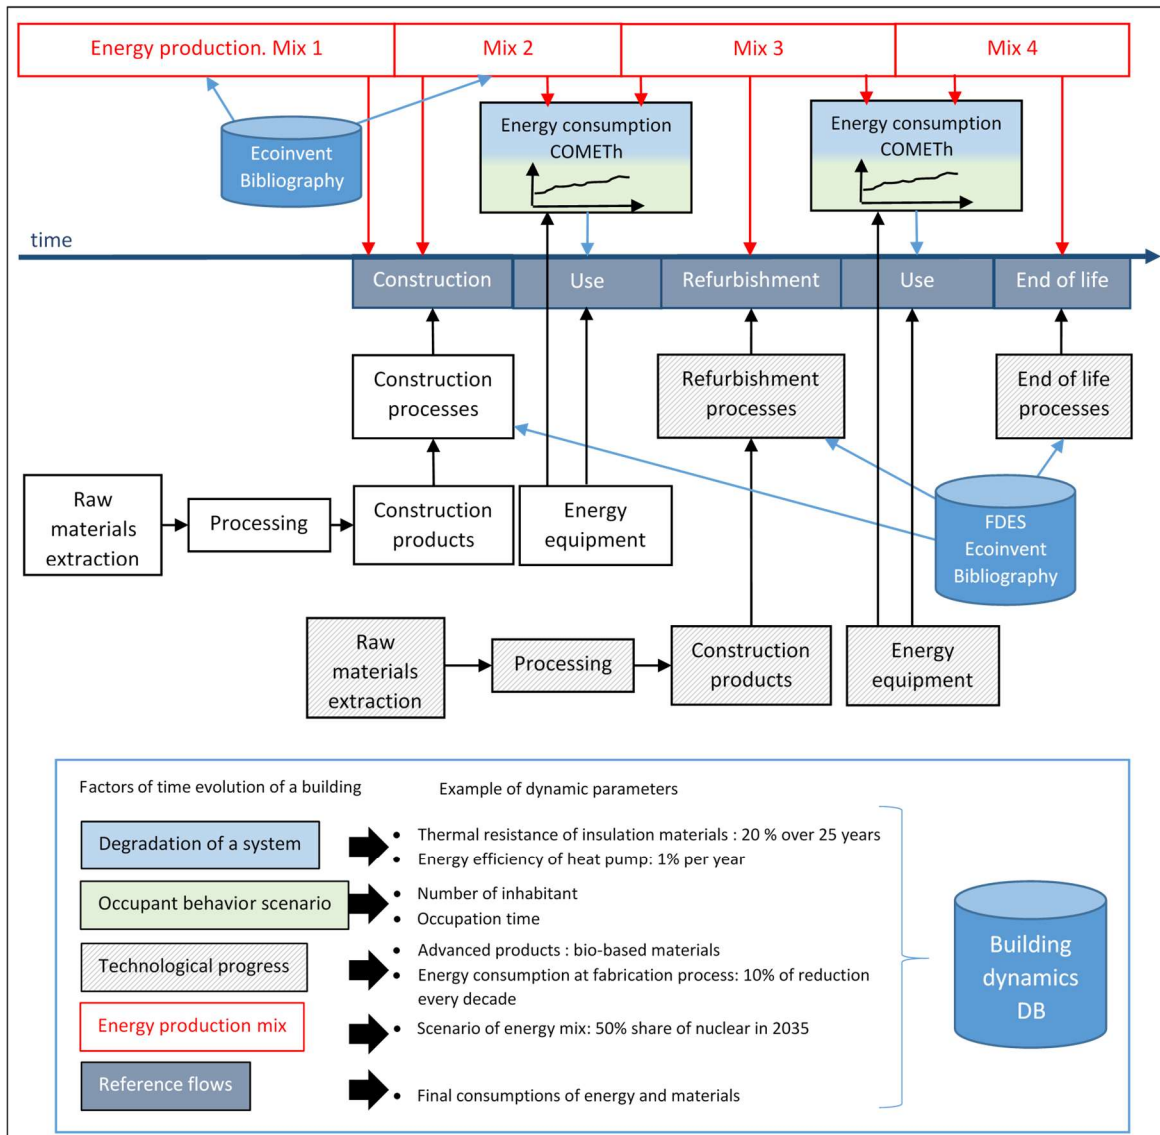 Energy production. Mix 1
Mix 2
Mix 3
Mix 4
Ecoinvent
Bibliography
Energy consumption
COMETh
Energy consumption
COMETh
time
Construction
Use
Refurbishment
Use
End of life
Construction
processes
Refurbishment
processes
End of life
processes
Raw
materials
extraction
Processing
Construction
products
Energy
equipment
FDES
Ecoinvent
Bibliography
Raw
materials
extraction
Processing
Construction
products
Energy
equipment
Factors of time evolution of a building
Example of dynamic parameters
Degradation of a system
• Thermal resistance of insulation materials : 20 % over 25 years
• Energy efficiency of heat pump: 1% per year
Occupant behavior scenario
• Number of inhabitant
• Occupation time
Technological progress
• Advanced products : bio-based materials
• Energy consumption at fabrication process: 10% of reduction
every decade
Energy production mix
• Scenario of energy mix: 50% share of nuclear in 2035
Reference flows
• Final consumptions of energy and materials
Building
dynamics
DB